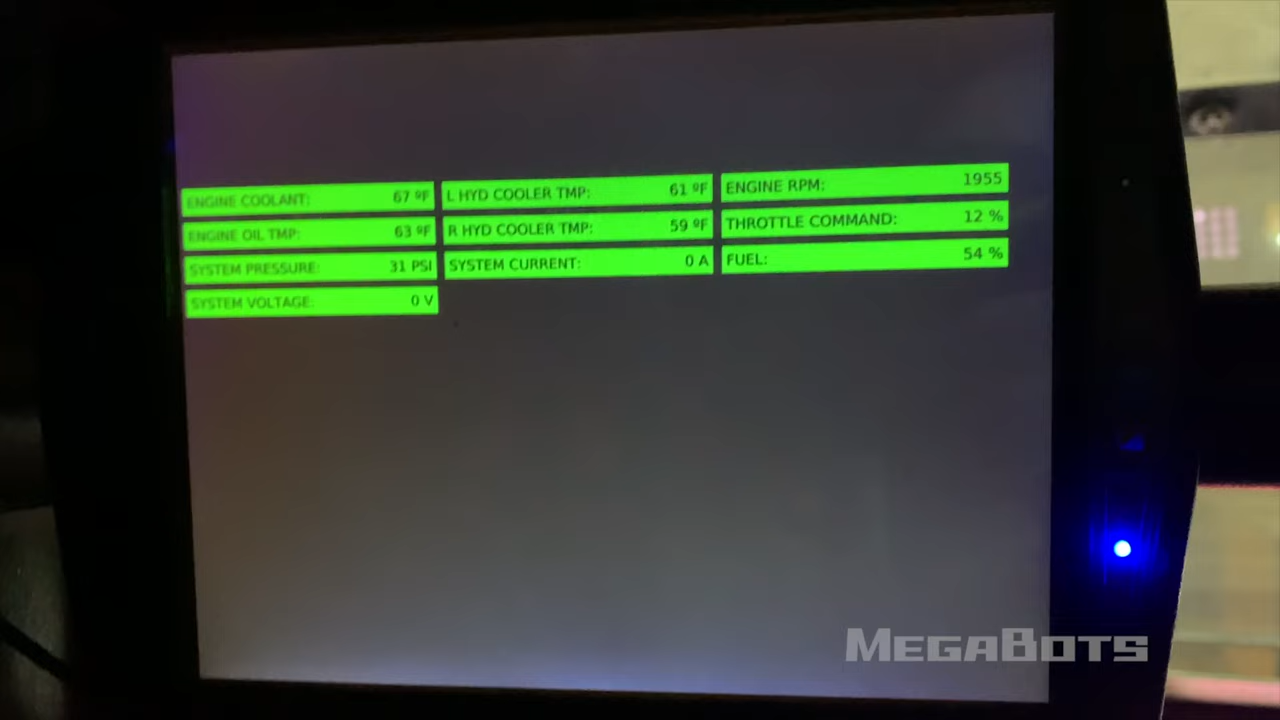 ENGINE COOLANT: 67 ºF
L HYD COOLER TMP: 61 ºF
ENGINE RPM: 1955
ENGINE OIL TMP: 63 ºF
R HYD COOLER TMP: 59 ºF
THROTTLE COMMAND: 12 %
SYSTEM PRESSURE: 31 PSI
SYSTEM CURRENT: 0 A
FUEL: 54 %
SYSTEM VOLTAGE: 0 V
MEGABOTS